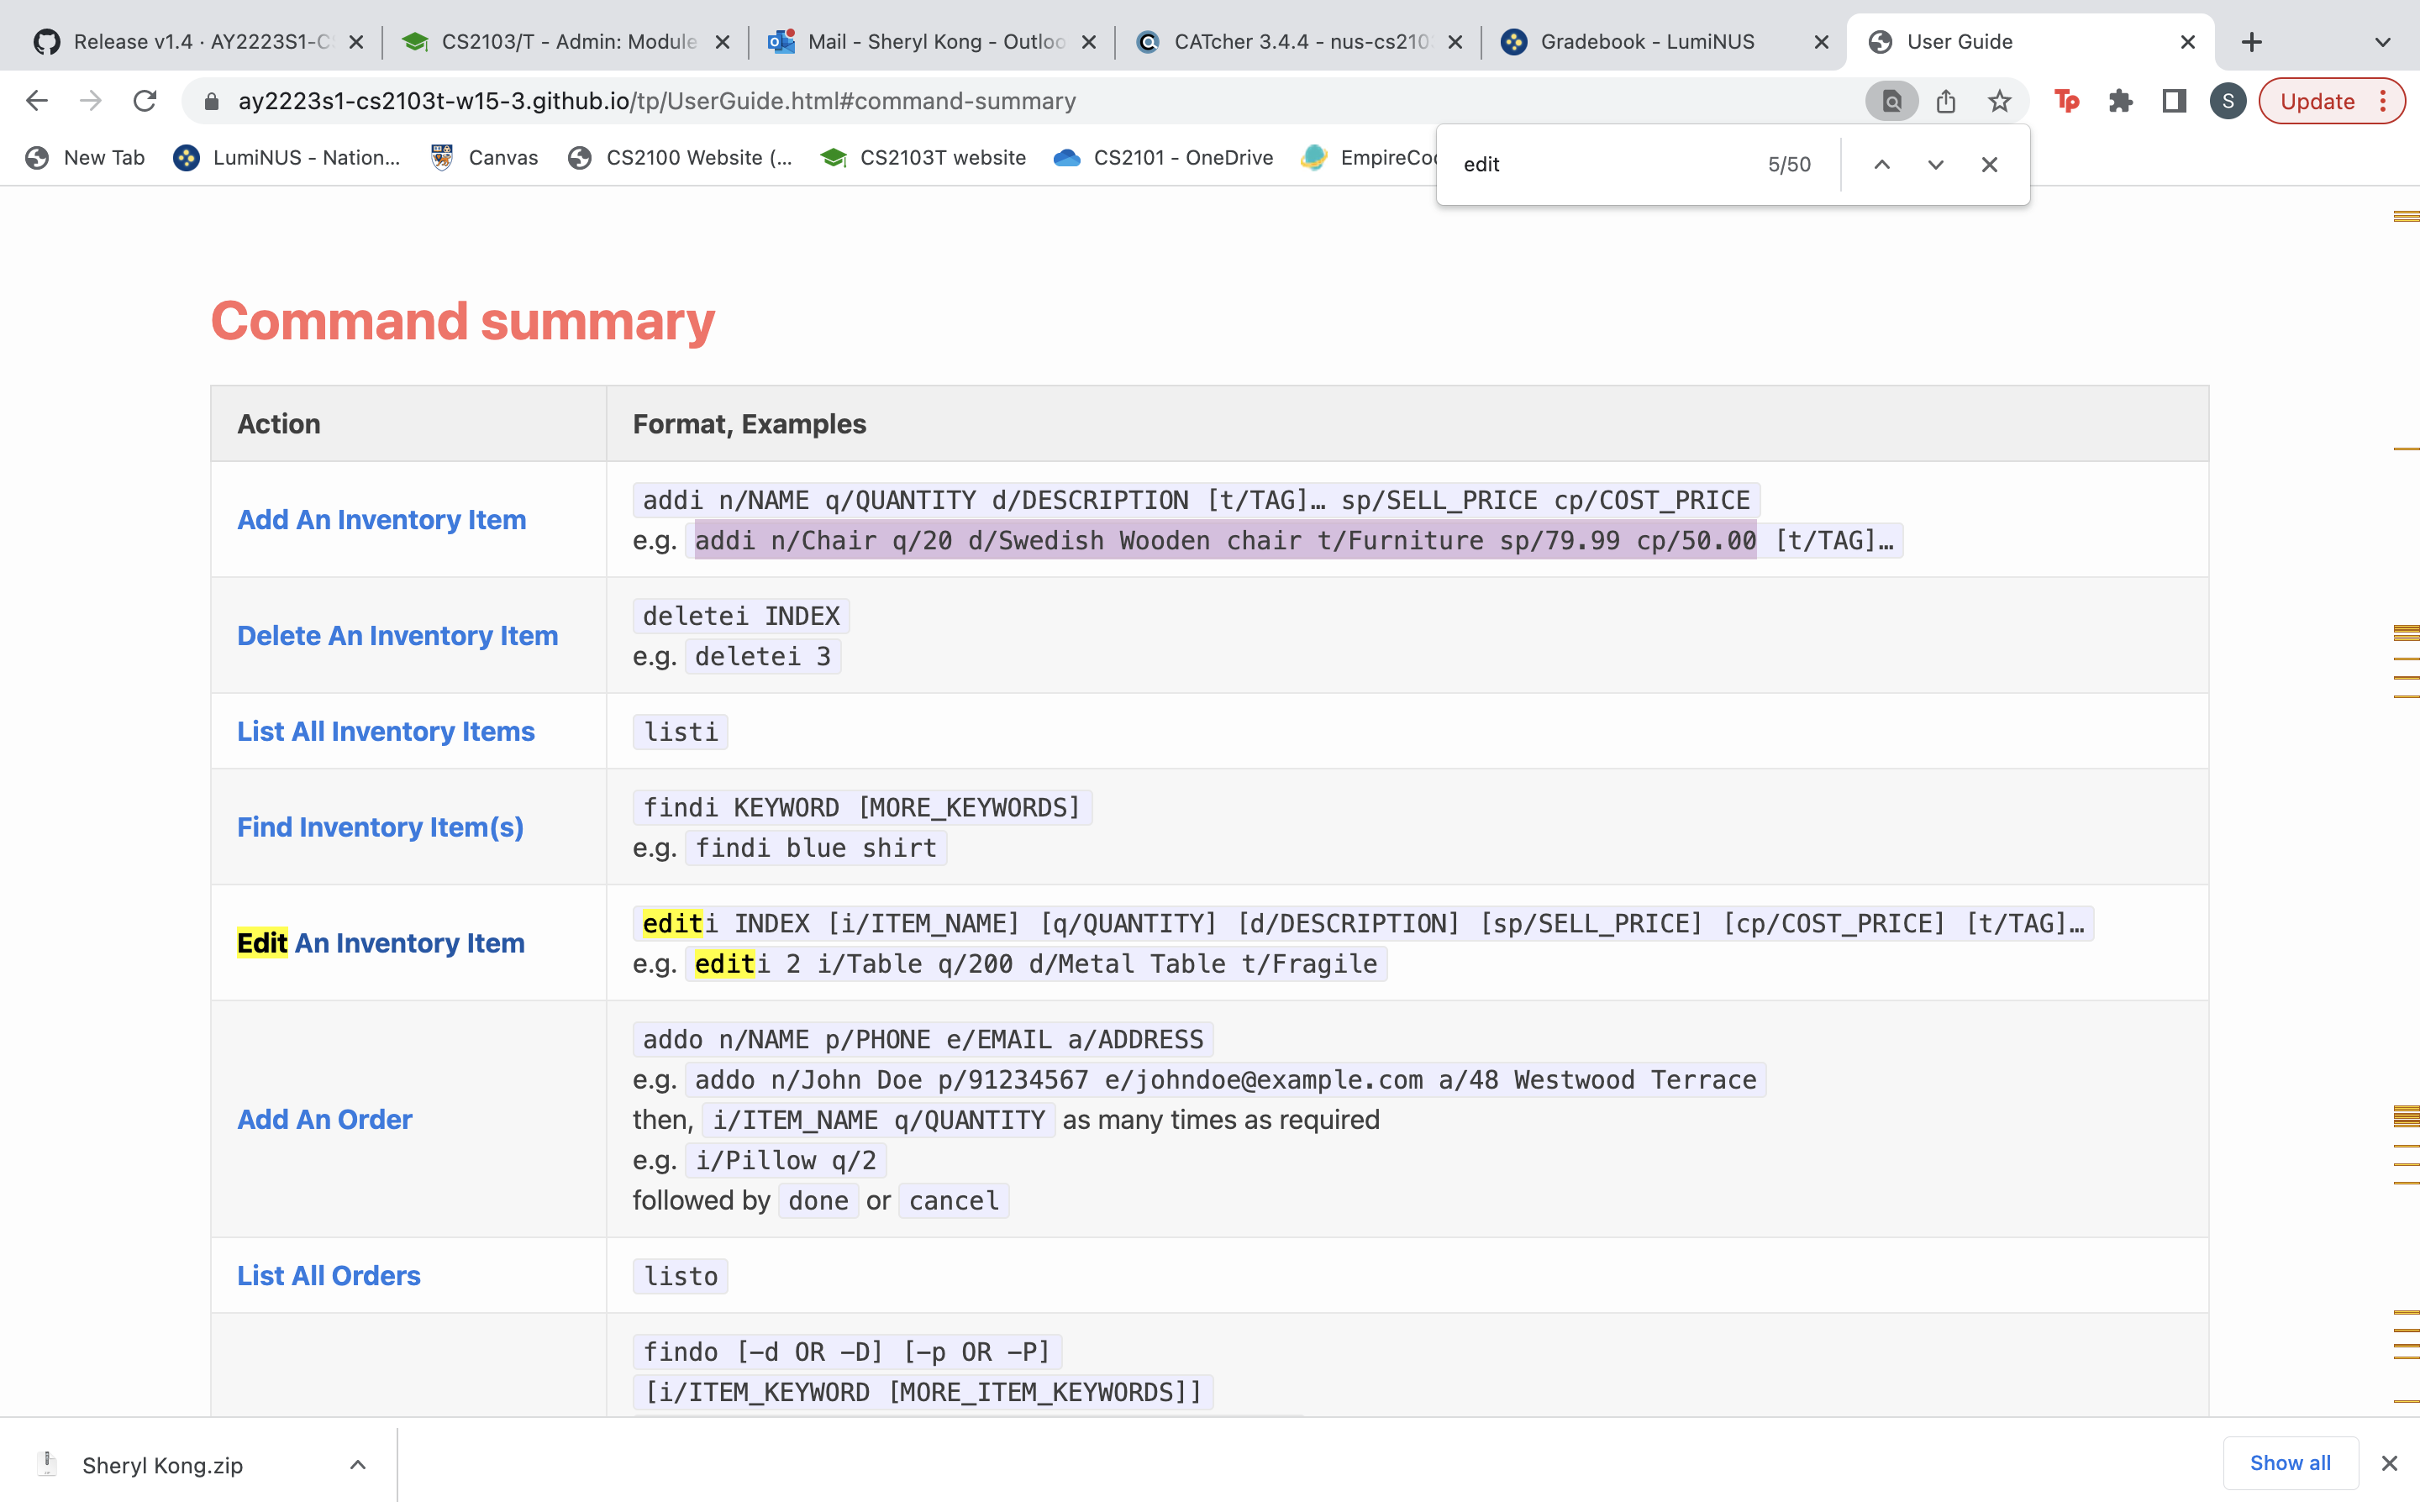 Release v1.4 · AY2223S1-C
CS2103/T - Admin: Module
Mail - Sheryl Kong - Outloo
CATcher 3.4.4 - nus-cs210
Gradebook - LumiNUS
User Guide
ay2223s1-cs2103t-w15-3.github.io/tp/UserGuide.html#command-summary
Tp
S
Update
New Tab
LumiNUS - Nation...
Canvas
CS2100 Website (...
CS2103T website
CS2101 - OneDrive
EmpireCo
edit
5/50
Command summary
Action
Format, Examples
Add An Inventory Item
addi n/NAME q/QUANTITY d/DESCRIPTION [t/TAG]… sp/SELL_PRICE cp/COST_PRICE
e.g. addi n/Chair q/20 d/Swedish Wooden chair t/Furniture sp/79.99 cp/50.00 [t/TAG]…
Delete An Inventory Item
deletei INDEX
e.g. deletei 3
List All Inventory Items
listi
Find Inventory Item(s)
findi KEYWORD [MORE_KEYWORDS]
e.g. findi blue shirt
Edit An Inventory Item
editi INDEX [i/ITEM_NAME] [q/QUANTITY] [d/DESCRIPTION] [sp/SELL_PRICE] [cp/COST_PRICE] [t/TAG]…
e.g. editi 2 i/Table q/200 d/Metal Table t/Fragile
Add An Order
addo n/NAME p/PHONE e/EMAIL a/ADDRESS
e.g. addo n/John Doe p/91234567 e/johndoe@example.com a/48 Westwood Terrace
then, i/ITEM_NAME q/QUANTITY as many times as required
e.g. i/Pillow q/2
followed by done or cancel
List All Orders
listo
findo [-d OR -D] [-p OR -P]
[i/ITEM_KEYWORD [MORE_ITEM_KEYWORDS]]
Sheryl Kong.zip
Show all